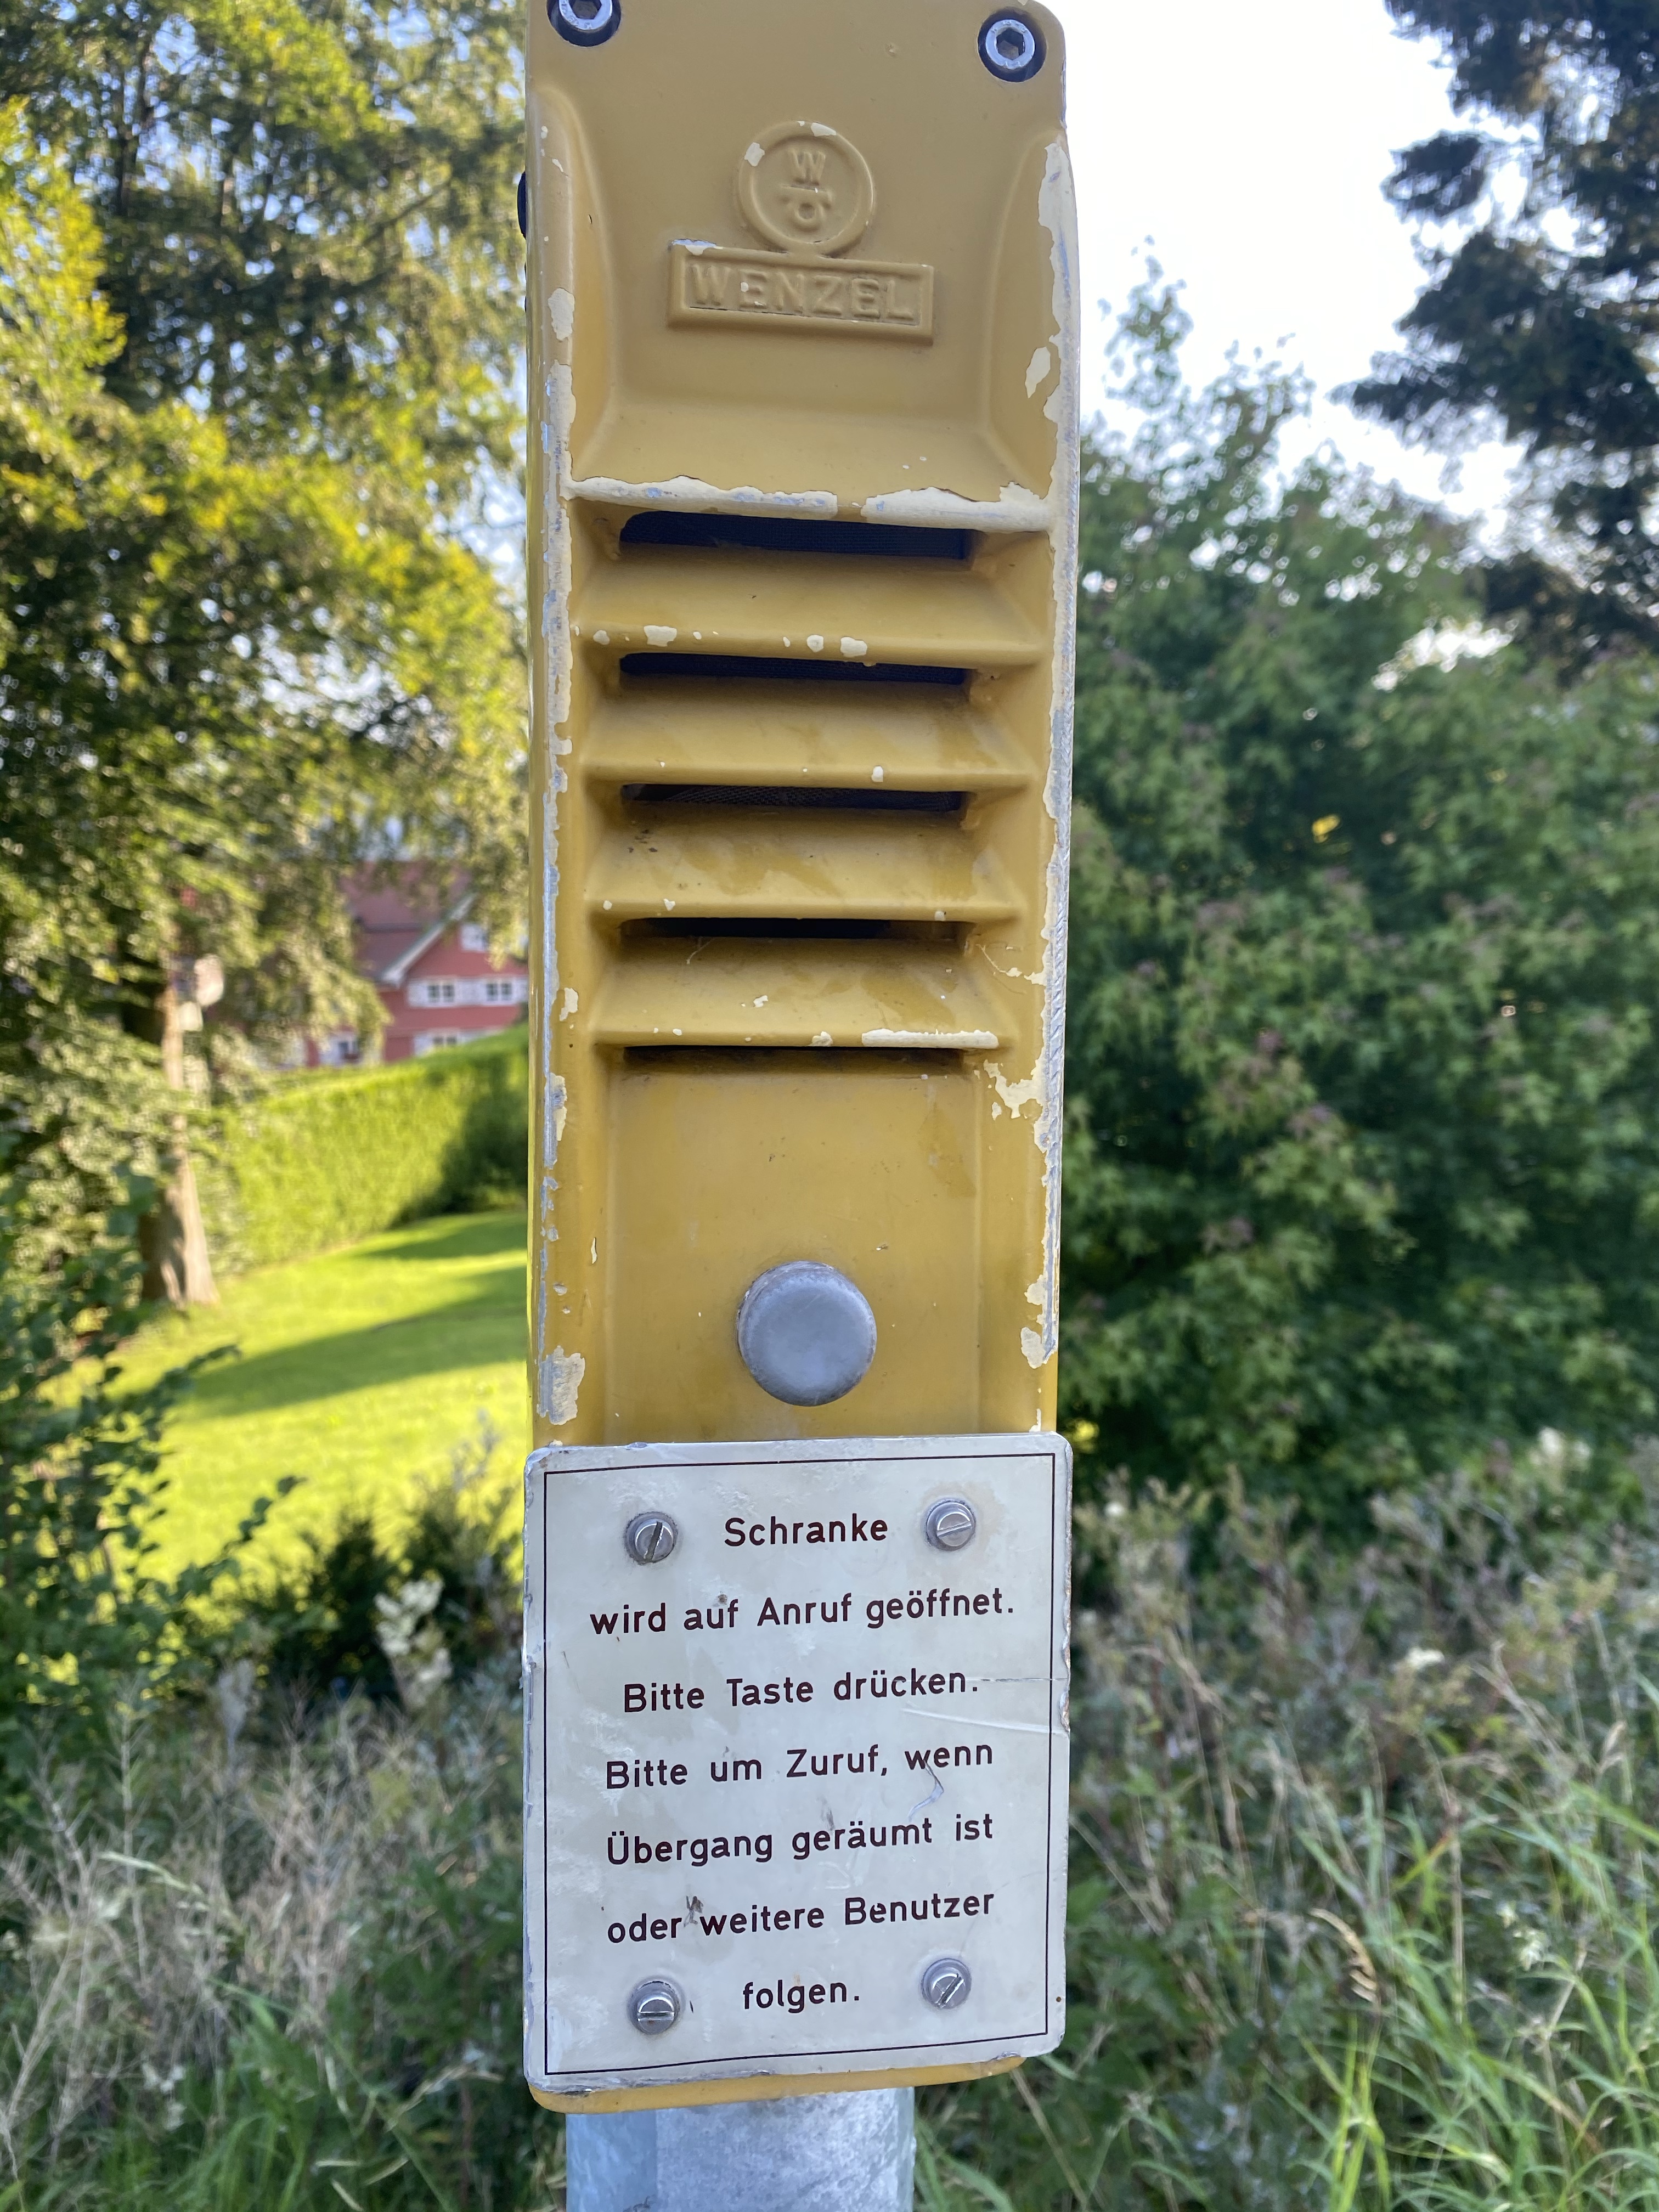 W
WENZEL
Schranke
wird auf Anruf geöffnet.
Bitte Taste drücken.
Bitte um Zuruf, wenn
Übergang geräumt ist
oder weitere Benutzer
folgen.